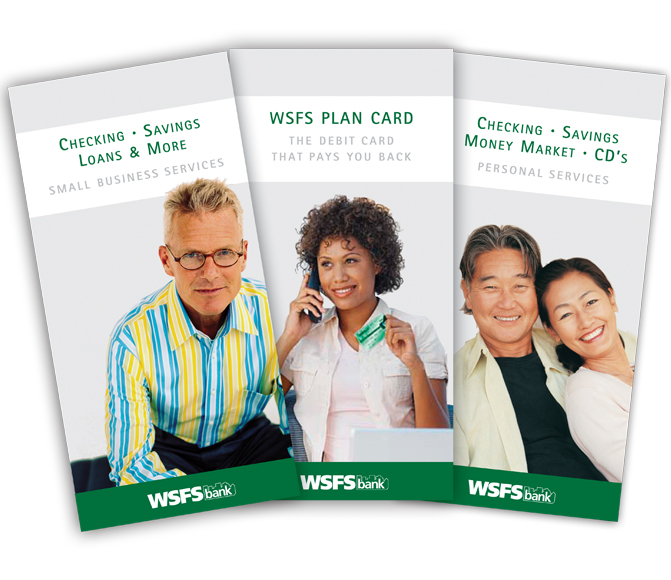 CHECKING • SAVINGS
LOANS & MORE
SMALL BUSINESS SERVICES
WSFS bank
WSFS PLAN CARD
THE DEBIT CARD
THAT PAYS YOU BACK
WSFS bank
CHECKING • SAVINGS
MONEY MARKET • CD'S
PERSONAL SERVICES
WSFS bank